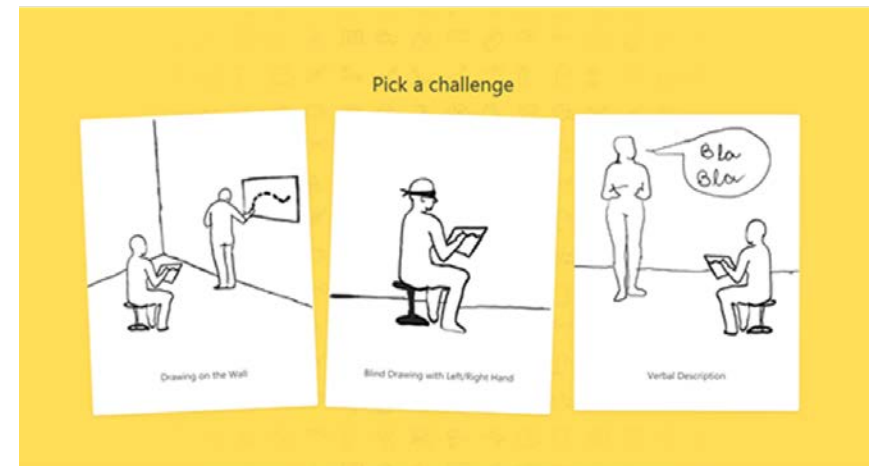 Pick a challenge
Bla
Bla
Drawing on the Wall
Blind Drawing with Left/Right Hand
Verbal Description